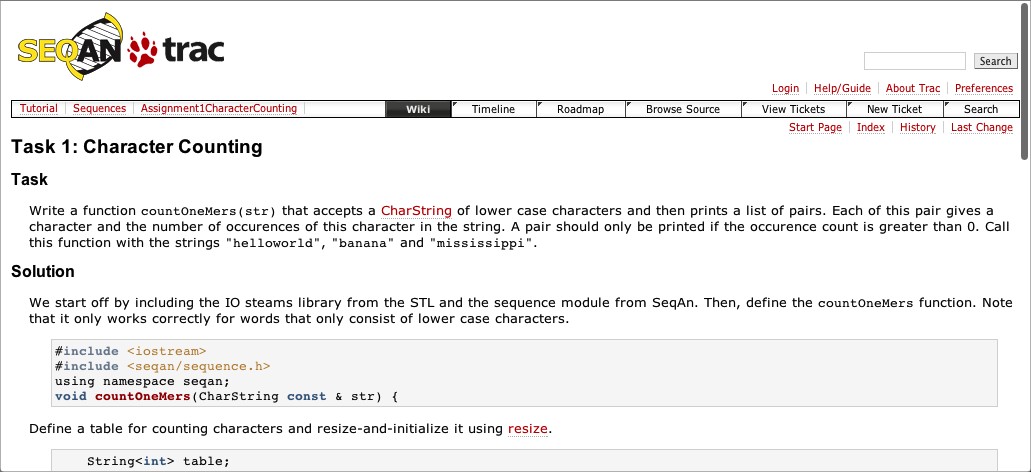 SEQAN trac
Search
Login Help/Guide About Trac Preferences
Tutorial Sequences Assignment1CharacterCounting Wiki Timeline Roadmap Browse Source View Tickets New Ticket Search
Start Page Index History Last Change
Task 1: Character Counting
Task
Write a function countOneMers(str) that accepts a CharString of lower case characters and then prints a list of pairs. Each of this pair gives a
character and the number of occurences of this character in the string. A pair should only be printed if the occurence count is greater than 0. Call
this function with the strings "helloworld", "banana" and "mississippi".
Solution
We start off by including the IO steams library from the STL and the sequence module from SeqAn. Then, define the countOneMers function. Note
that it only works correctly for words that only consist of lower case characters.
#include <iostream>
#include <seqan/sequence.h>
using namespace seqan;
void countOneMers(CharString const & str) {
Define a table for counting characters and resize-and-initialize it using resize.
String<int> table;